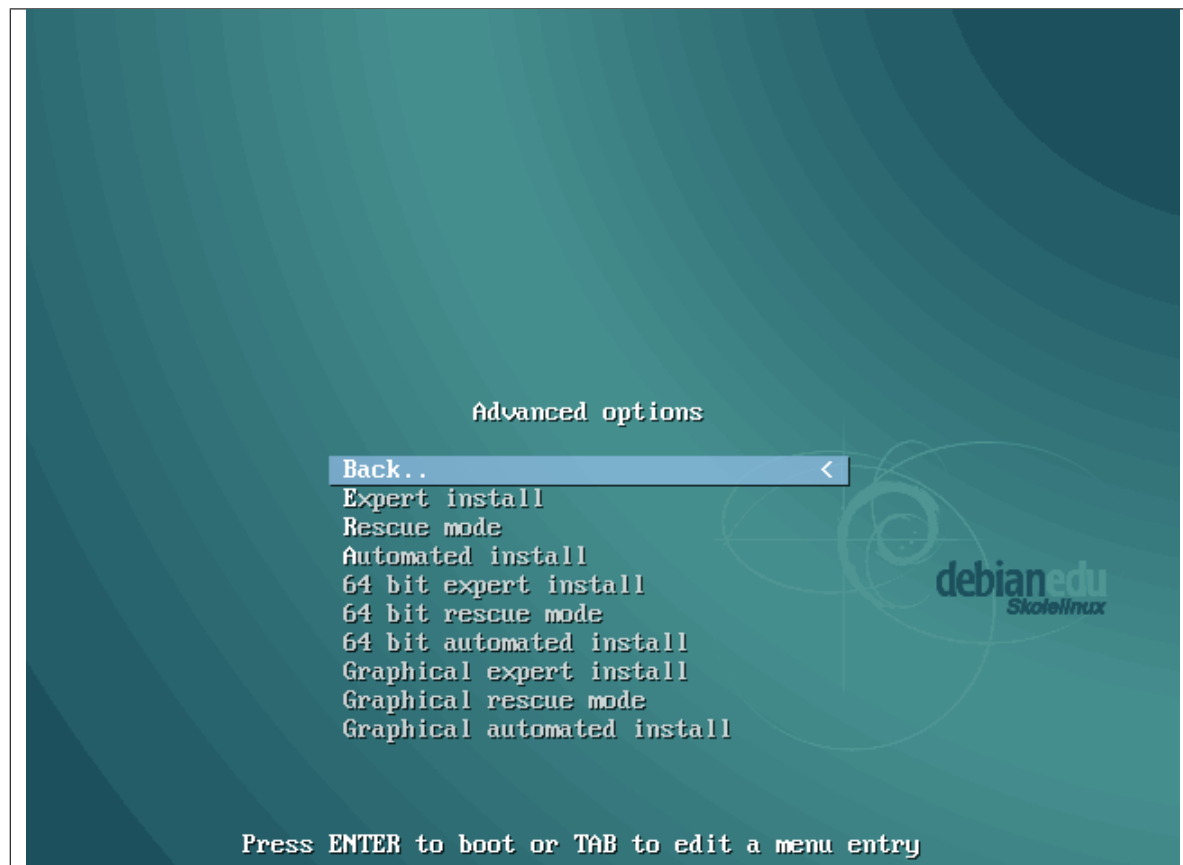 Advanced options
Back.. <
Expert install
Rescue mode
Automated install
64 bit expert install
64 bit rescue mode
64 bit automated install
Graphical expert install
Graphical rescue mode
Graphical automated install
debianedu
Skolelinux
Press ENTER to boot or TAB to edit a menu entry